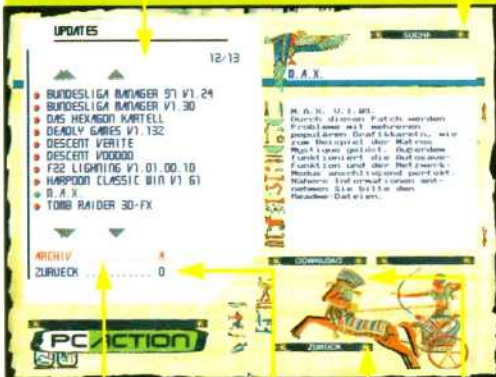 UPDATES
12/13
BUNDESLIGA MANAGER 97 V1.24
BUNDESLIGA MANAGER V1.30
DAS HEXAGON KARTELL
DEADLY GAMES V1.132
DESCENT VERITE
DESCENT VOODOO
F22 LIGHTNING V1.01.00.10
HARPOON CLASSIC WIN V1 61
M.A.X.
TOMB RAIDER 3D-FX
ARCHIV A
ZURUECK ........... 0
PC ACTION
SUCHE
M.A.X.
M.A.X. V1.01.
Durch diesen Patch werden
Probleme mit mehreren
populären Grafikkarten, wie
zum Beispiel der Matrox
Mystique gelöst. Außerdem
funktioniert die Autosave-
funktion und der Netzwerk-
Modus anschließend perfekt.
Nähere Informationen ent-
nehmen Sie bitte den
Readme-Dateien.
DOWNLOAD
ZURÜCK